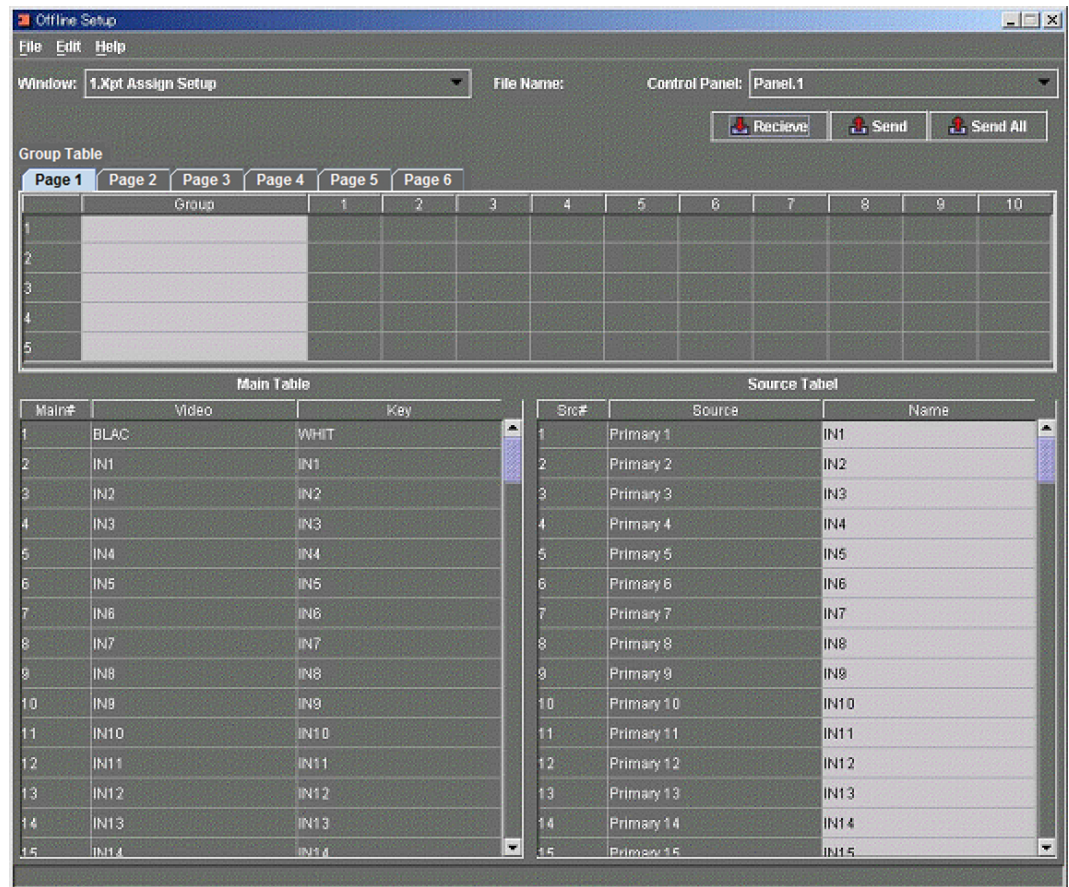 Offline Setup
File Edit Help
Window: 1.Xpt Assign Setup File Name: Control Panel: Panel.1
Recieve Send Send All
Group Table
Page 1 Page 2 Page 3 Page 4 Page 5 Page 6
Group 1 2 3 4 5 6 7 8 9 10
1
2
3
4
5
Main Table Source Tabel
Main# Video Key Src# Source Name
1 BLAC WHIT 1 Primary 1 IN1
2 IN1 IN1 2 Primary 2 IN2
3 IN2 IN2 3 Primary 3 IN3
4 IN3 IN3 4 Primary 4 IN4
5 IN4 IN4 5 Primary 5 IN5
6 IN5 IN5 6 Primary 6 IN6
7 IN6 IN6 7 Primary 7 IN7
8 IN7 IN7 8 Primary 8 IN8
9 IN8 IN8 9 Primary 9 IN9
10 IN9 IN9 10 Primary 10 IN10
11 IN10 IN10 11 Primary 11 IN11
12 IN11 IN11 12 Primary 12 IN12
13 IN12 IN12 13 Primary 13 IN13
14 IN13 IN13 14 Primary 14 IN14
15 IN14 IN14 15 Primary 15 IN15